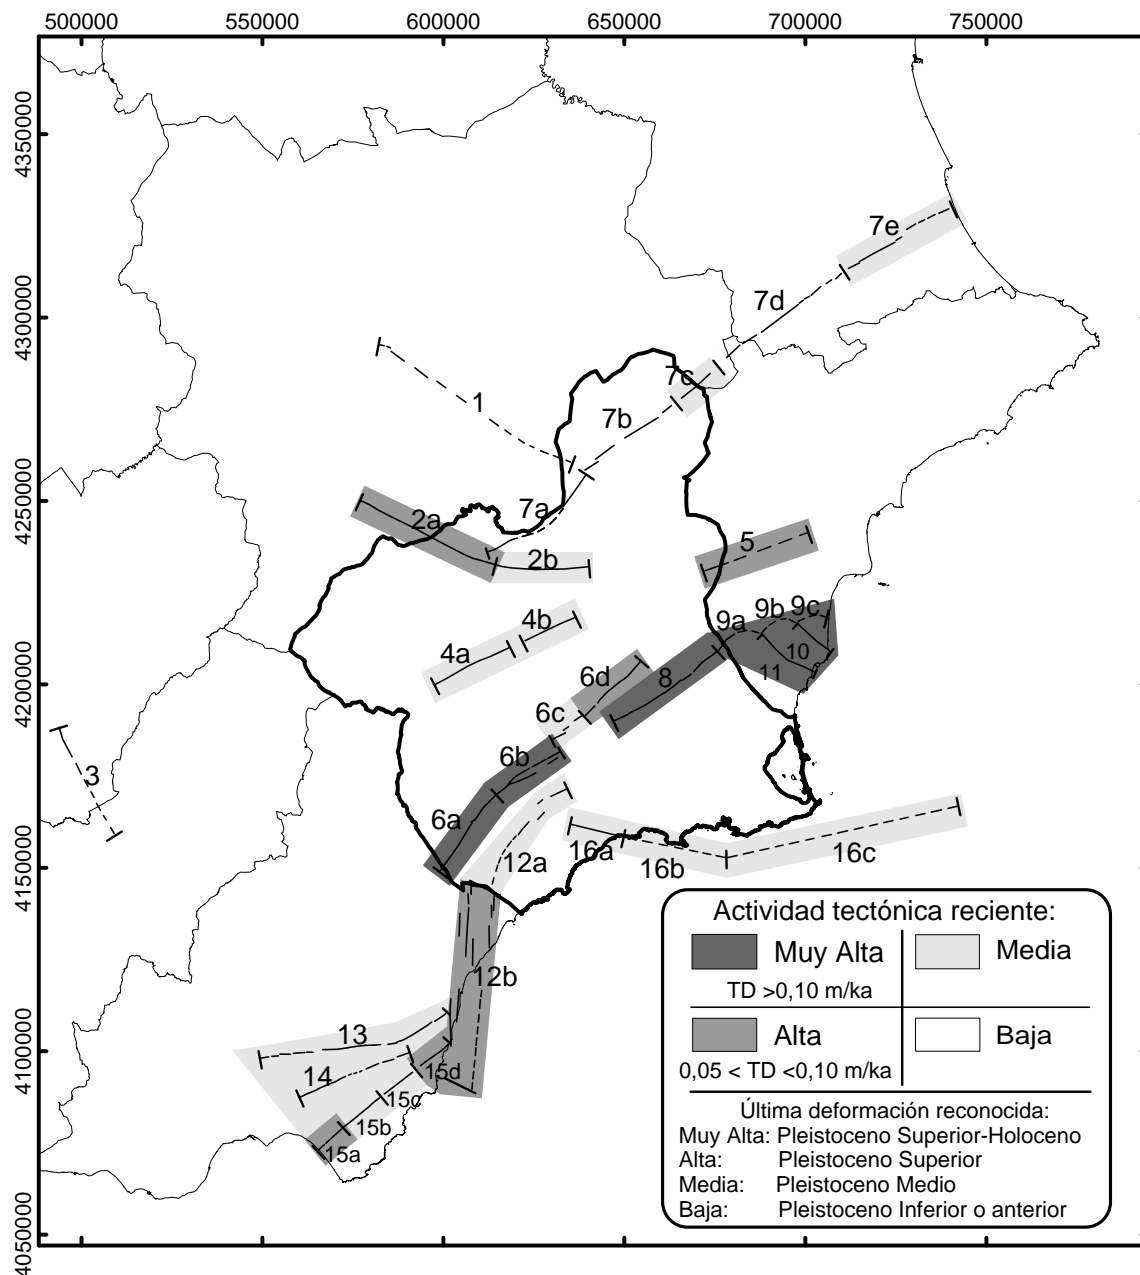 500000 550000 600000 650000 700000 750000
4350000
4300000
4250000
4200000
4150000
4100000
4050000
7e
7d
7c
1
7b
7a
2a
2b
5
4b
4a
9a
9b
9c
10
11
8
6d
6c
6b
6a
3
12a
16a
16b
16c
12b
13
14
15d
15c
15b
15a
Actividad tectónica reciente:
Muy Alta
Media
TD >0,10 m/ka
Alta
Baja
0,05 < TD <0,10 m/ka
Última deformación reconocida:
Muy Alta: Pleistoceno Superior-Holoceno
Alta: Pleistoceno Superior
Media: Pleistoceno Medio
Baja: Pleistoceno Inferior o anterior